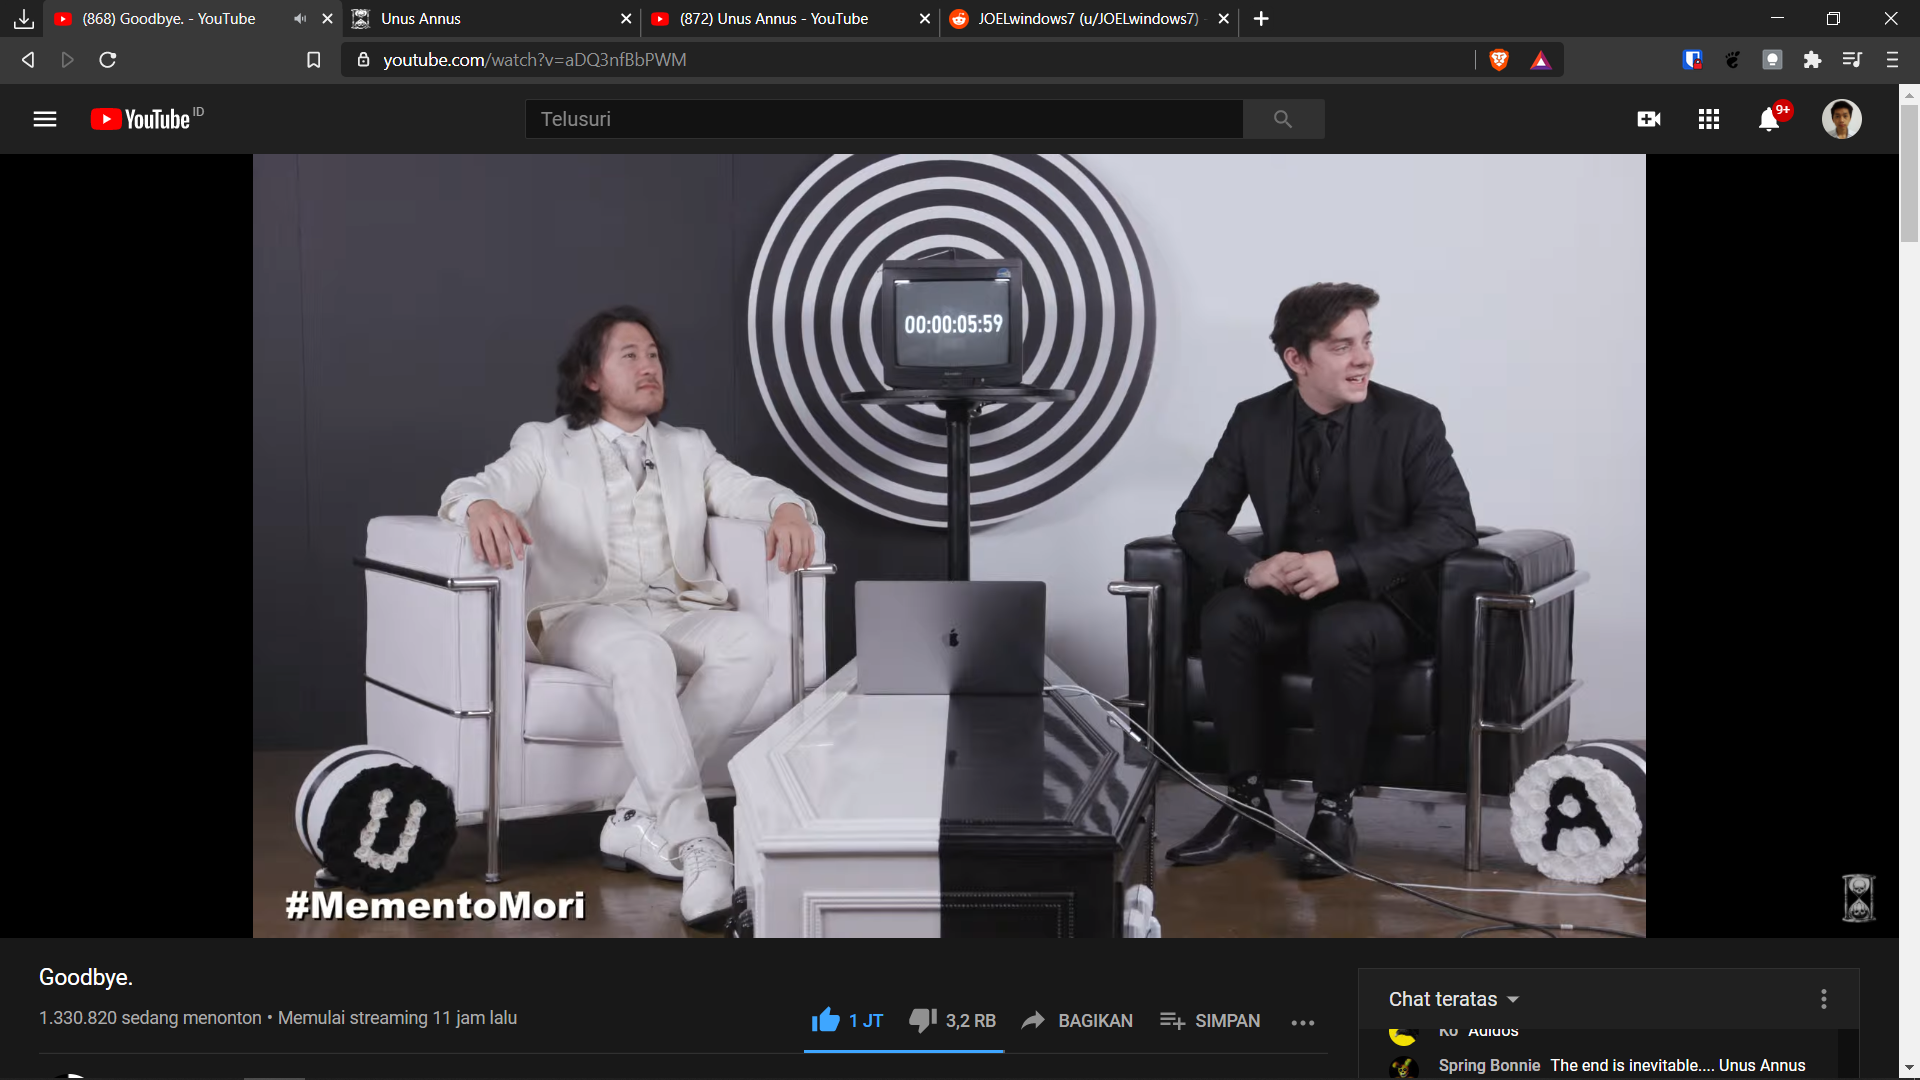 (868) Goodbye. - YouTube
Unus Annus
(872) Unus Annus - YouTube
JOELwindows7 (u/JOELwindows7)
youtube.com/watch?v=aDQ3nfBbPWM
YouTube ID
Telusuri
9+
00:00:05:59
U
A
#MementoMori
Goodbye.
1.330.820 sedang menonton • Memulai streaming 11 jam lalu
1 JT
3,2 RB
BAGIKAN
SIMPAN
Chat teratas
Ko Adidos
Spring Bonnie The end is inevitable.... Unus Annus